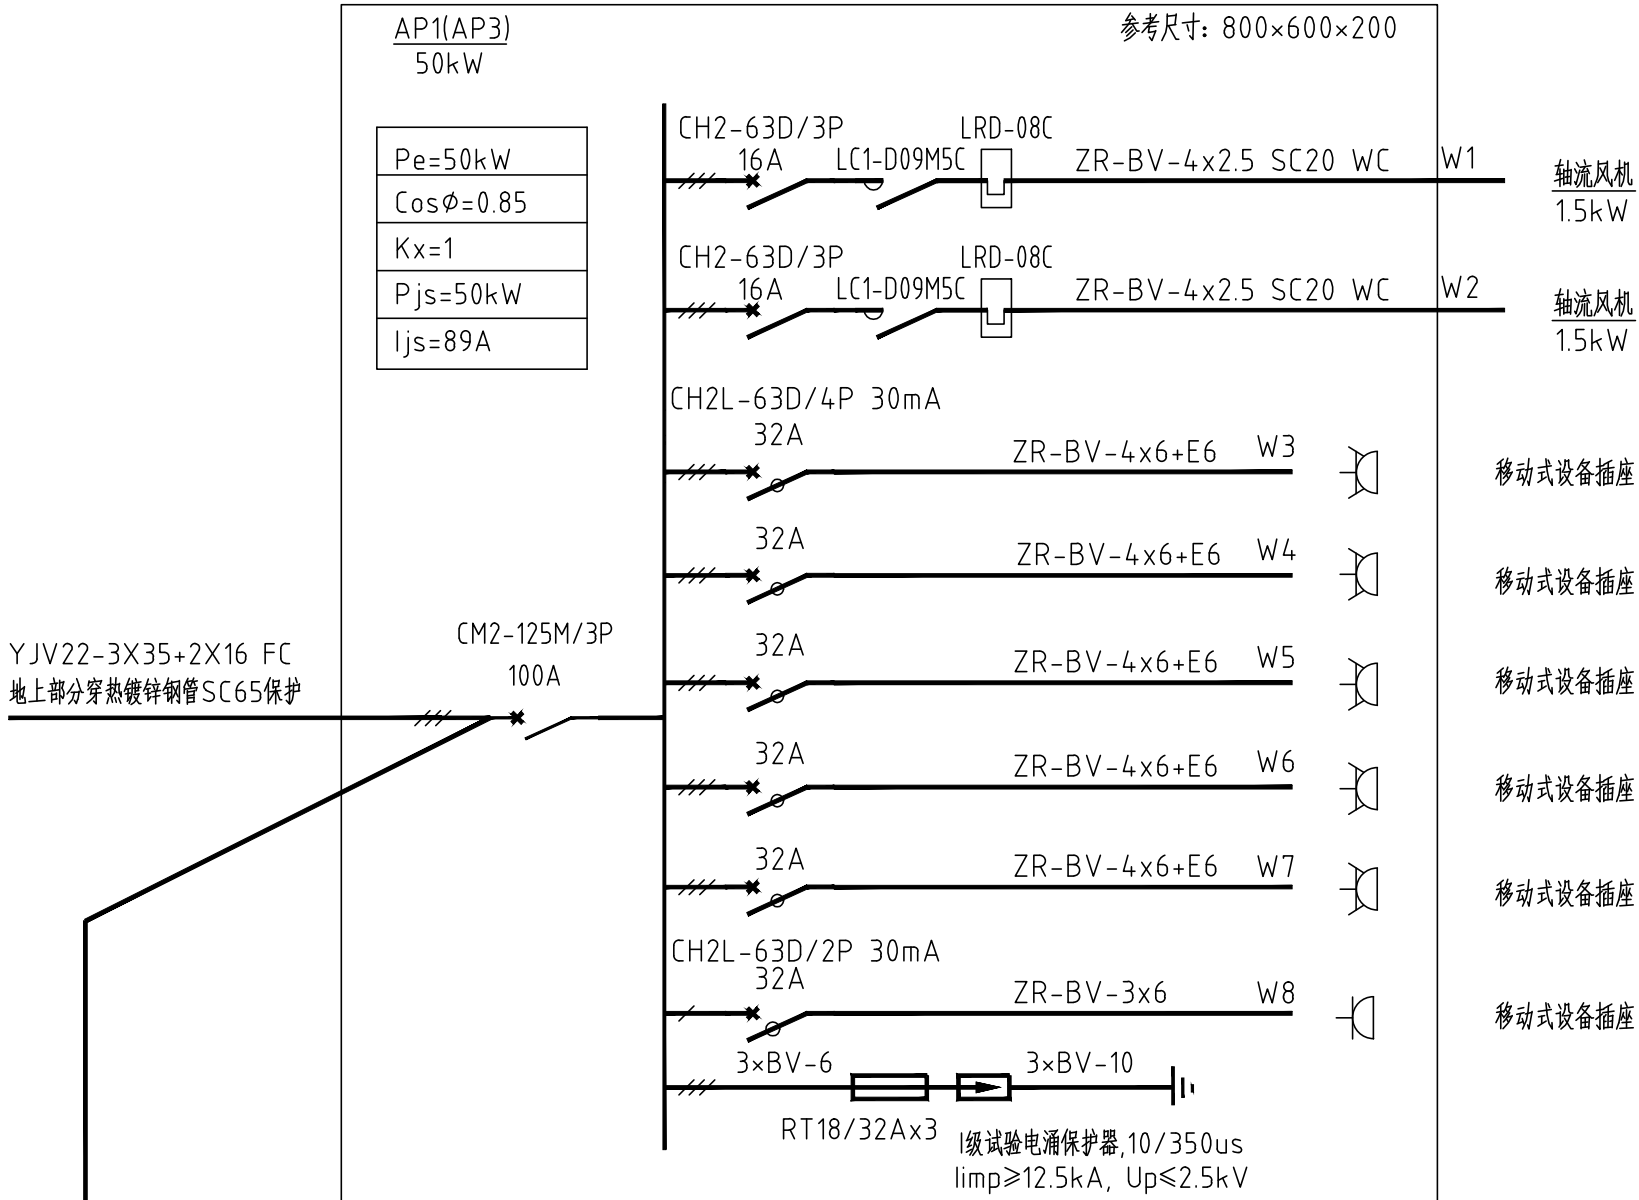 AP1(AP3)
50kW
参考尺寸: 800×600×200
Pe=50kW
CosΦ=0.85
Kx=1
Pjs=50kW
Ijs=89A
CH2-63D/3P
16A
LC1-D09M5C
LRD-08C
ZR-BV-4x2.5 SC20 WC
W1
轴流风机
1.5kW
CH2-63D/3P
16A
LC1-D09M5C
LRD-08C
ZR-BV-4x2.5 SC20 WC
W2
轴流风机
1.5kW
CH2L-63D/4P 30mA
32A
ZR-BV-4x6+E6
W3
移动式设备插座
32A
ZR-BV-4x6+E6
W4
移动式设备插座
YJV22-3X35+2X16 FC
地上部分穿热镀锌钢管SC65保护
CM2-125M/3P
100A
32A
ZR-BV-4x6+E6
W5
移动式设备插座
32A
ZR-BV-4x6+E6
W6
移动式设备插座
32A
ZR-BV-4x6+E6
W7
移动式设备插座
CH2L-63D/2P 30mA
32A
ZR-BV-3x6
W8
移动式设备插座
3×BV-6
3×BV-10
RT18/32Ax3
I级试验电涌保护器,10/350us
Iimp≥12.5kA, Up≤2.5kV